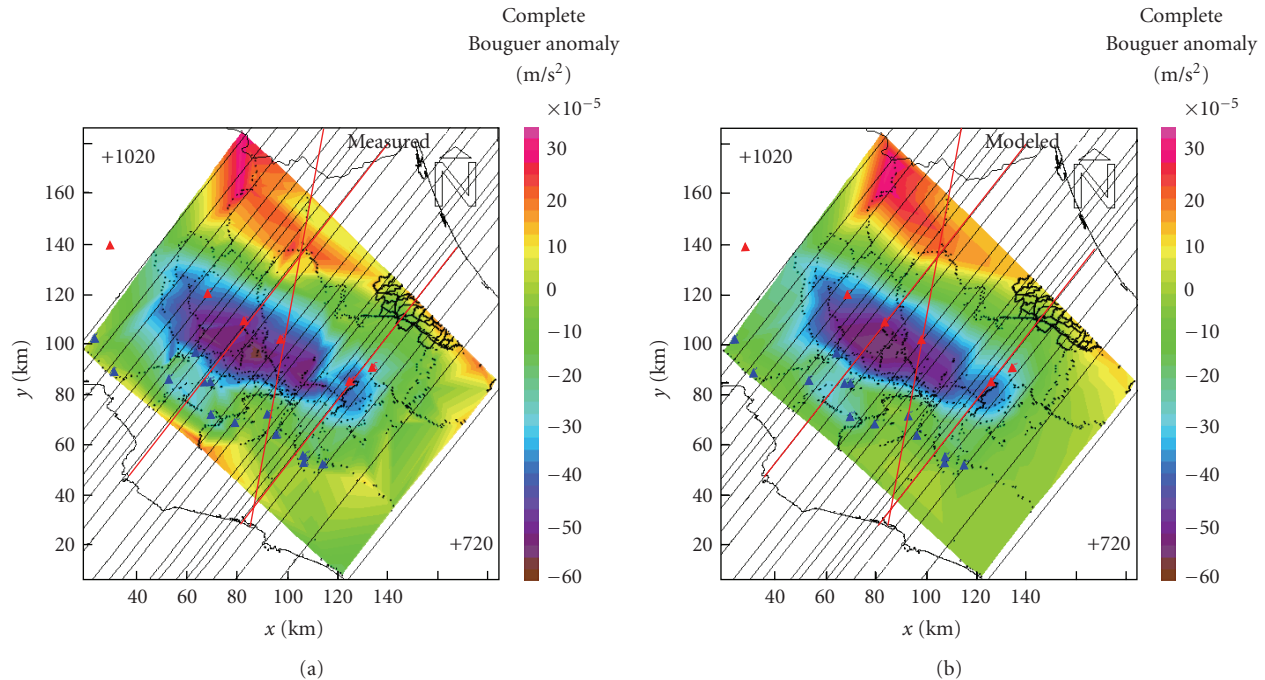 Complete
Bouguer anomaly
(m/s²)
×10⁻⁵
Measured
+1020
N
160
140
120
100
80
60
40
20
y (km)
+720
40 60 80 100 120 140
x (km)
30
20
10
0
−10
−20
−30
−40
−50
−60
(a)
Complete
Bouguer anomaly
(m/s²)
×10⁻⁵
Modeled
+1020
N
160
140
120
100
80
60
40
20
y (km)
+720
40 60 80 100 120 140
x (km)
30
20
10
0
−10
−20
−30
−40
−50
−60
(b)